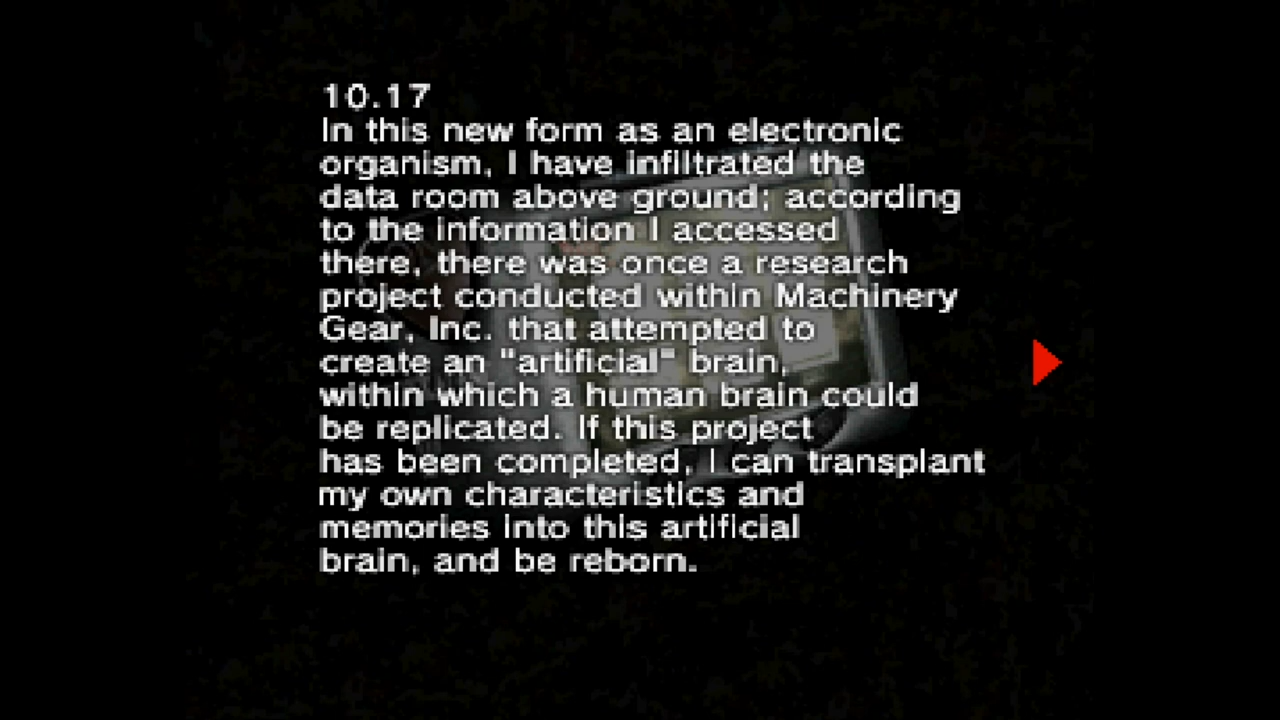 10.17
In this new form as an electronic
organism, I have infiltrated the
data room above ground; according
to the information I accessed
there, there was once a research
project conducted within Machinery
Gear, Inc. that attempted to
create an "artificial" brain,
within which a human brain could
be replicated. If this project
has been completed, I can transplant
my own characteristics and
memories into this artificial
brain, and be reborn.